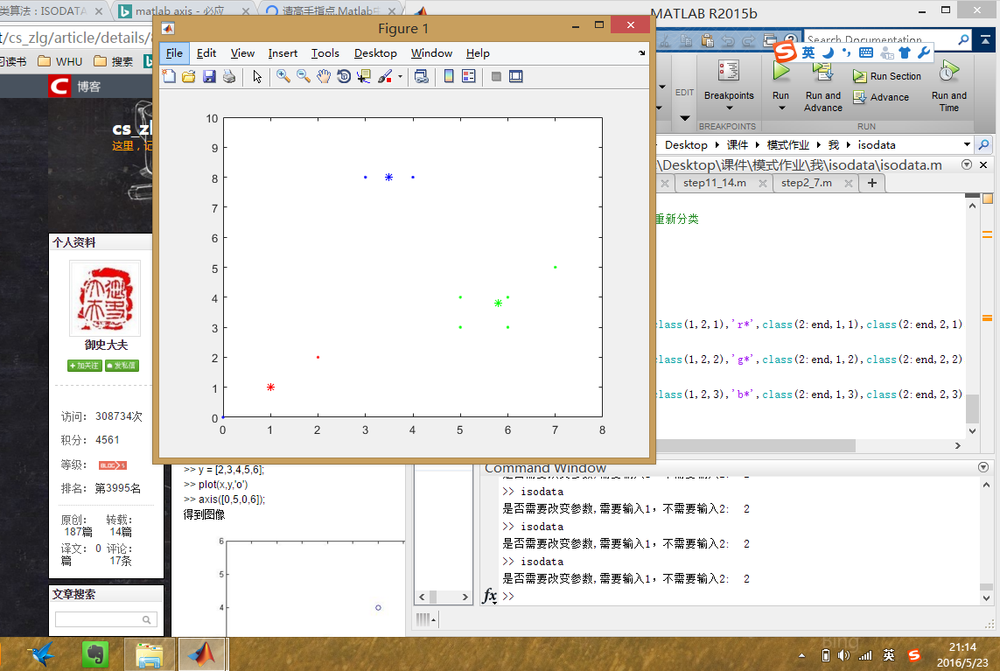 类算法：ISODATA
matlab axis - 必应
请高手指点,Matlab中
t/cs_zlg/article/details/
习读书
WHU
搜索
博客
cs_zl
这里，记
个人资料
御史大夫
加关注
发私信
访问： 308734次
积分： 4561
等级： BLOG 5
排名： 第3995名
原创： 187篇
转载： 14篇
译文： 0篇
评论： 17条
文章搜索
Figure 1
File Edit View Insert Tools Desktop Window Help
10
9
8
7
6
5
4
3
2
1
0
0 1 2 3 4 5 6 7 8
>> y = [2,3,4,5,6];
>> plot(x,y,'o')
>> axis([0,5,0,6]);
得到图像
6
5
4
MATLAB R2015b
Search Documentation
英
EDIT
Breakpoints
BREAKPOINTS
Run
Run and Advance
Run Section
Advance
Run and Time
RUN
Desktop 课件 模式作业 我 isodata
\Desktop\课件\模式作业\我\isodata\isodata.m
step11_14.m
step2_7.m
重新分类
class(1,2,1),'r*',class(2:end,1,1),class(2:end,2,1)
class(1,2,2),'g*',class(2:end,1,2),class(2:end,2,2)
class(1,2,3),'b*',class(2:end,1,3),class(2:end,2,3)
Command Window
>> isodata
是否需要改变参数,需要输入1，不需要输入2: 2
>> isodata
是否需要改变参数,需要输入1，不需要输入2: 2
>> isodata
是否需要改变参数,需要输入1，不需要输入2: 2
fx >>
英
21:14
2016/5/23